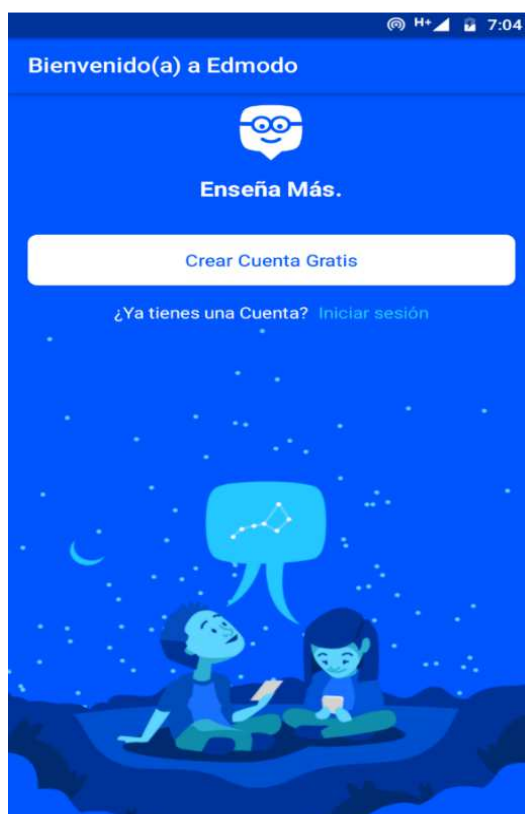 H+ 7:04
Bienvenido(a) a Edmodo
Enseña Más.
Crear Cuenta Gratis
¿Ya tienes una Cuenta? Iniciar sesión